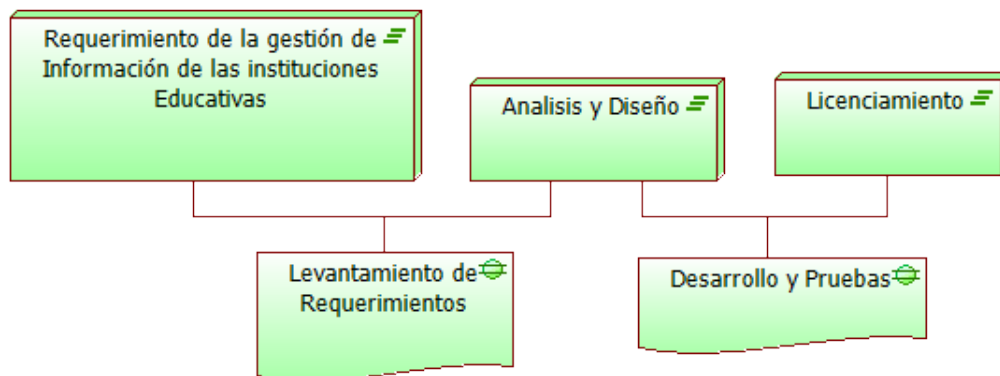 Requerimiento de la gestión de
Información de las instituciones
Educativas
Analisis y Diseño
Licenciamiento
Levantamiento de
Requerimientos
Desarrollo y Pruebas